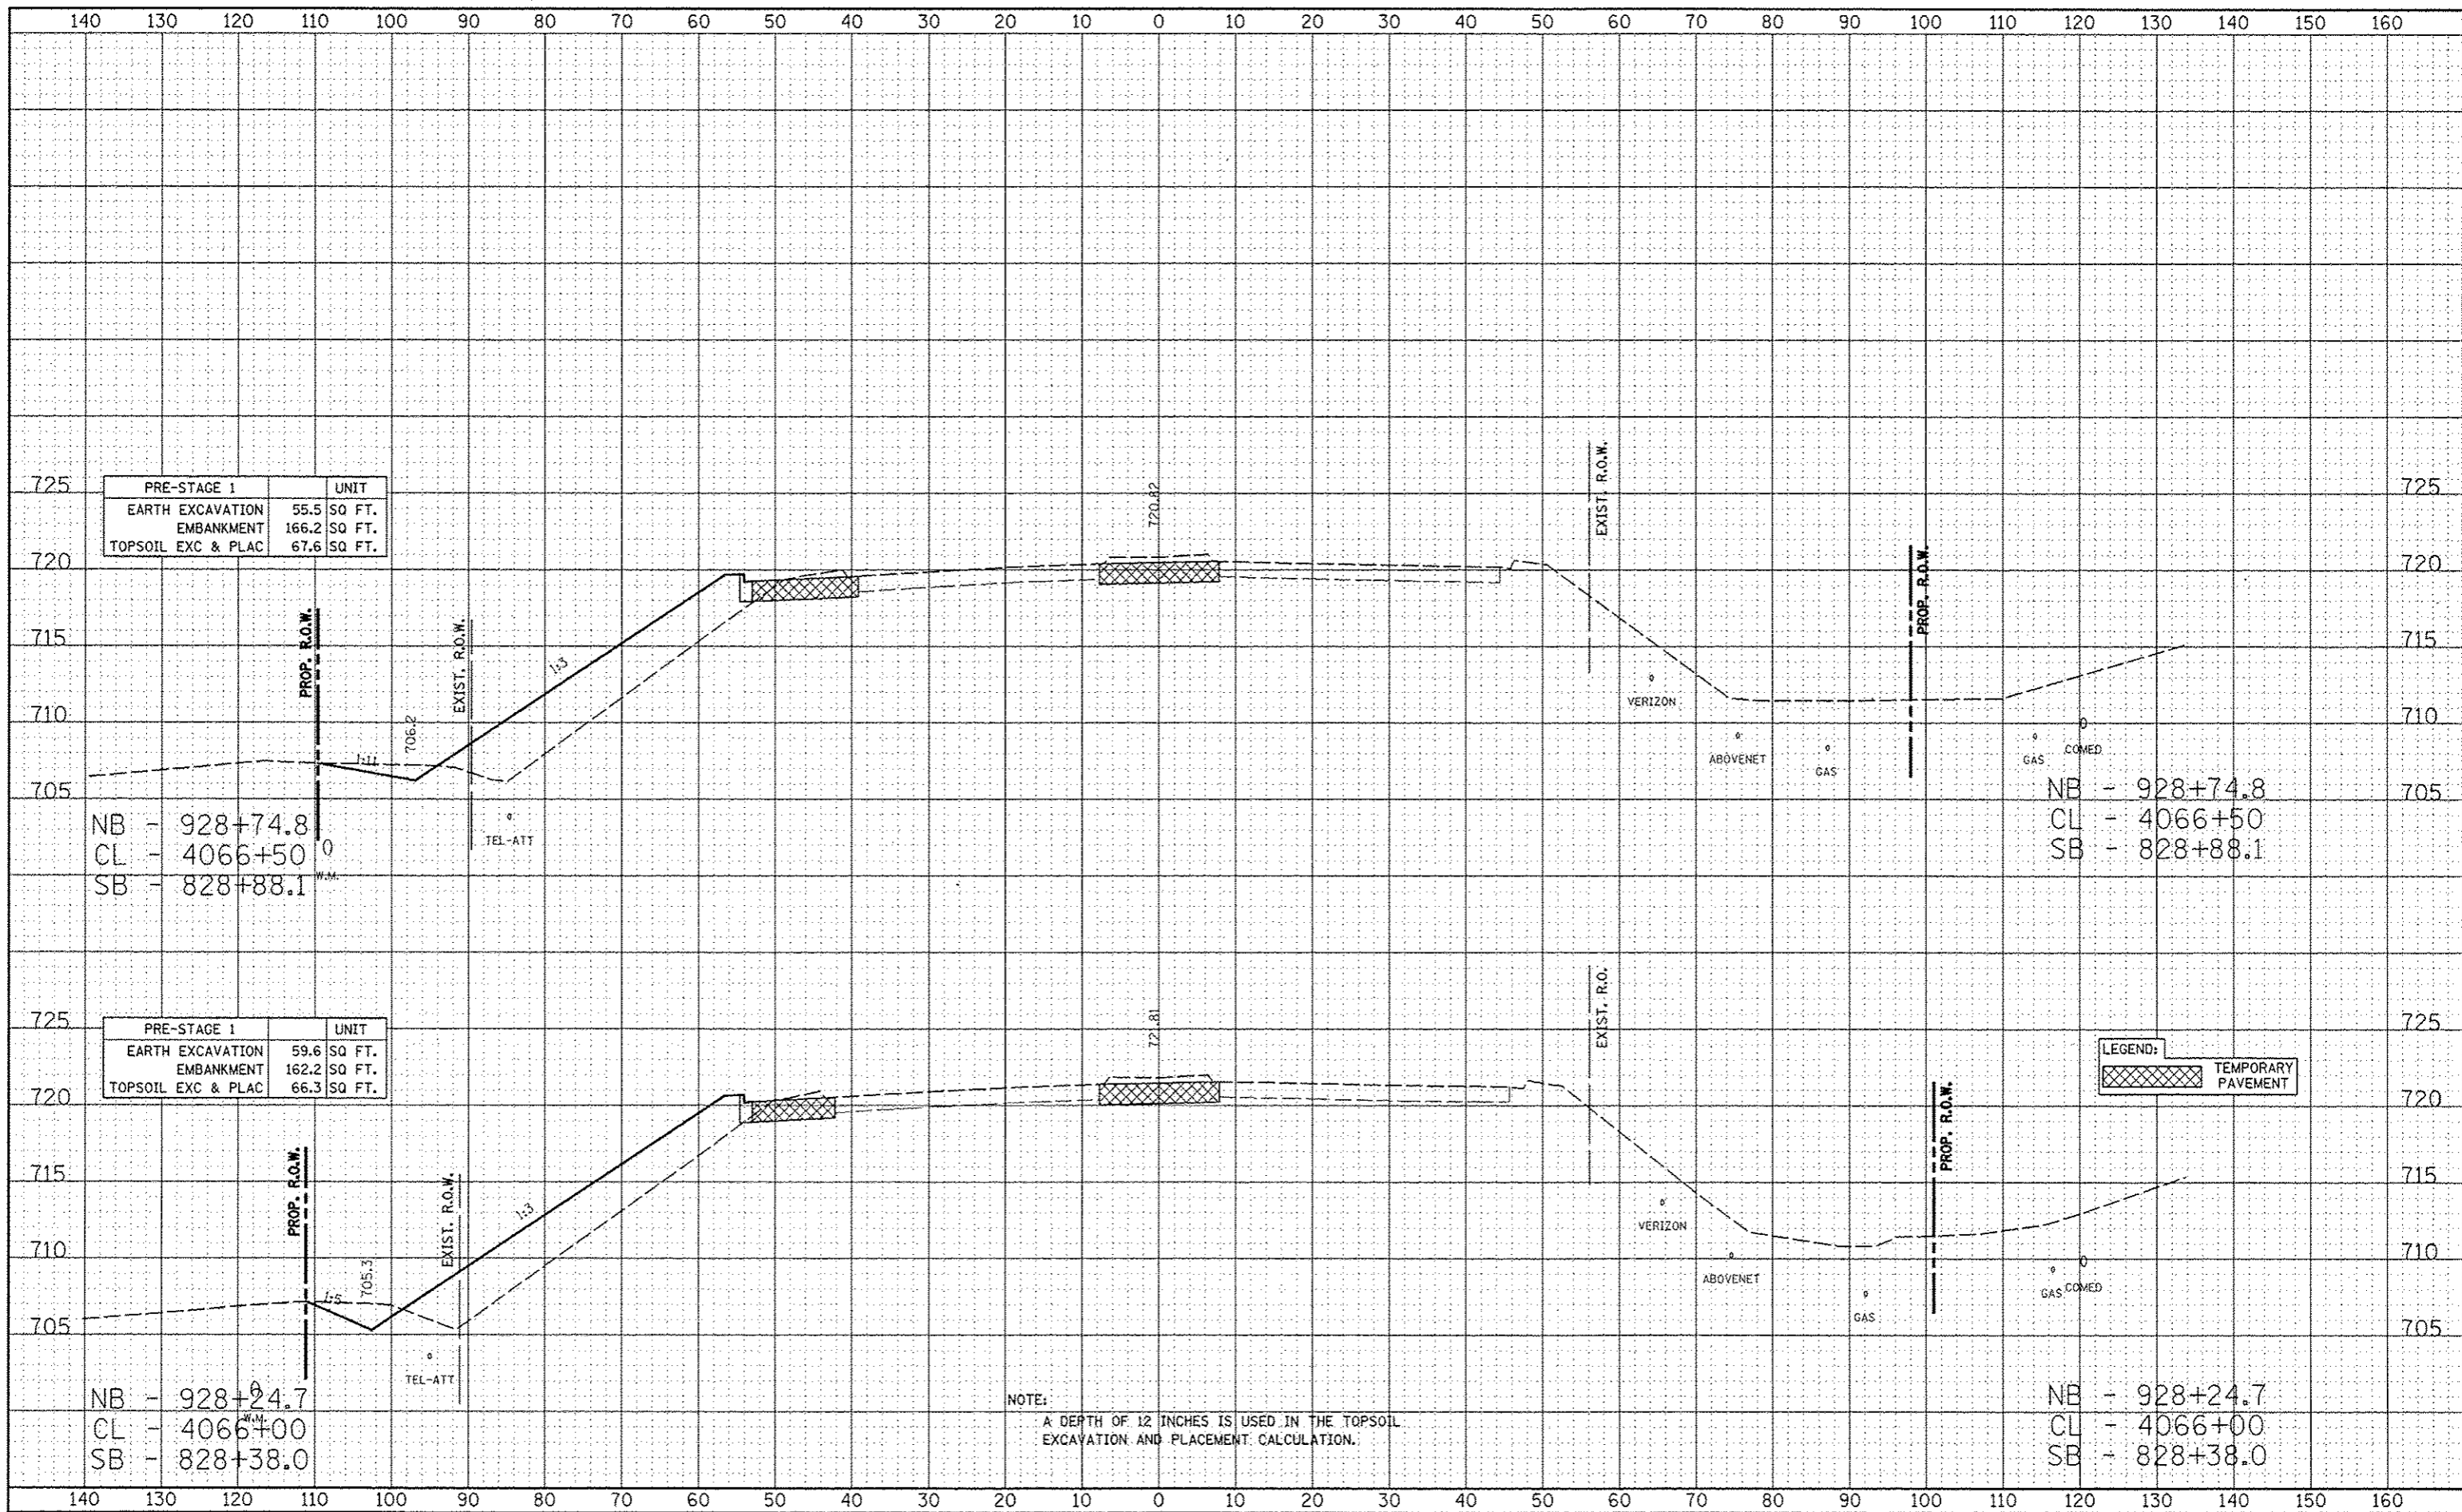 140 130 120 110 100 90 80 70 60 50 40 30 20 10 0 10 20 30 40 50 60 70 80 90 100 110 120 130 140 150 160
725
PRE-STAGE 1 UNIT
EARTH EXCAVATION 55.5 SQ FT.
EMBANKMENT 166.2 SQ FT.
TOPSOIL EXC & PLAC 67.6 SQ FT.
720.82
EXIST. R.O.W.
725
720
720
PROP. R.O.W.
715
PROP. R.O.W.
EXIST. R.O.W.
1:3
715
VERIZON
710
706.2
710
1:11
ABOVENET
GAS
GAS
COMED
705
705
NB - 928+74.8
CL - 4066+50
SB - 828+88.1
W.M.
TEL-ATT
NB - 928+74.8
CL - 4066+50
SB - 828+88.1
725
PRE-STAGE 1 UNIT
EARTH EXCAVATION 59.6 SQ FT.
EMBANKMENT 162.2 SQ FT.
TOPSOIL EXC & PLAC 66.3 SQ FT.
721.81
EXIST. R.O.
725
LEGEND:
TEMPORARY
PAVEMENT
720
720
PROP. R.O.W.
715
PROP. R.O.W.
EXIST. R.O.W.
1:3
715
VERIZON
710
705.3
710
1:5
ABOVENET
GAS
GAS
COMED
705
705
TEL-ATT
NB - 928+24.7
CL - 4066+00
SB - 828+38.0
W.M.
NOTE:
A DEPTH OF 12 INCHES IS USED IN THE TOPSOIL
EXCAVATION AND PLACEMENT CALCULATION.
NB - 928+24.7
CL - 4066+00
SB - 828+38.0
140 130 120 110 100 90 80 70 60 50 40 30 20 10 0 10 20 30 40 50 60 70 80 90 100 110 120 130 140 150 160